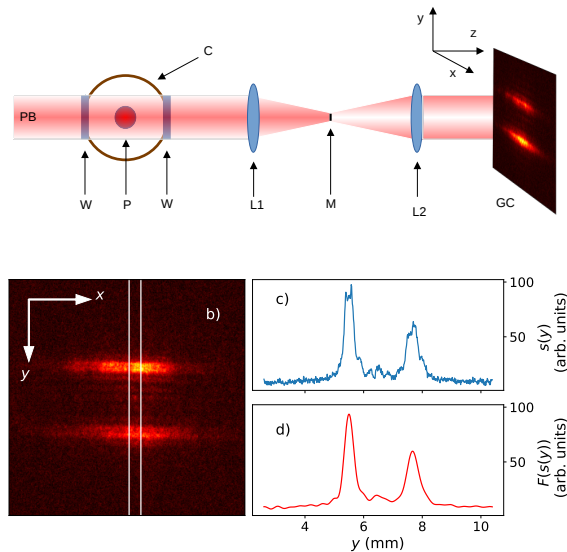 C
y
z
x
PB
W
P
W
L1
M
L2
GC
x
b)
y
c)
100
50
s(y)
(arb. units)
d)
100
50
F(s(y))
(arb. units)
4
6
8
10
y (mm)